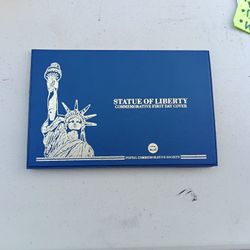 STATUE OF LIBERTY
COMMEMORATIVE FIRST DAY COVER
POSTAL COMMEMORATIVE SOCIETY